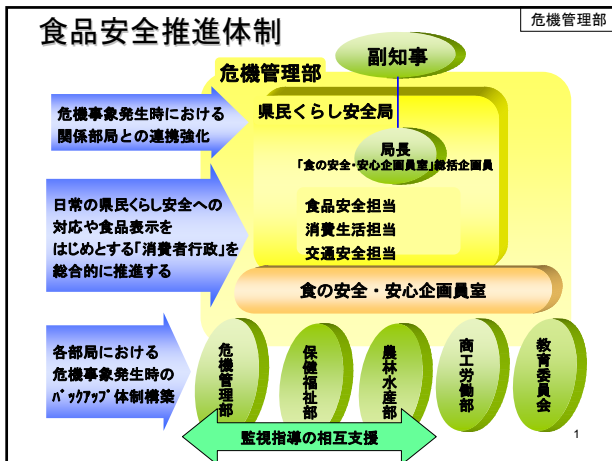 危機管理部
食品安全推進体制
副知事
危機管理部
県民くらし安全局
局長
「食の安全・安心企画員室」総括企画員
食品安全担当
消費生活担当
交通安全担当
食の安全・安心企画員室
危機事象発生時における
関係部局との連携強化
日常の県民くらし安全への
対応や食品表示を
はじめとする「消費者行政」を
総合的に推進する
各部局における
危機事象発生時の
ﾊﾞｯｸｱｯﾌﾟ体制構築
危機管理部
保健福祉部
農林水産部
商工労働部
教育委員会
監視指導の相互支援
1